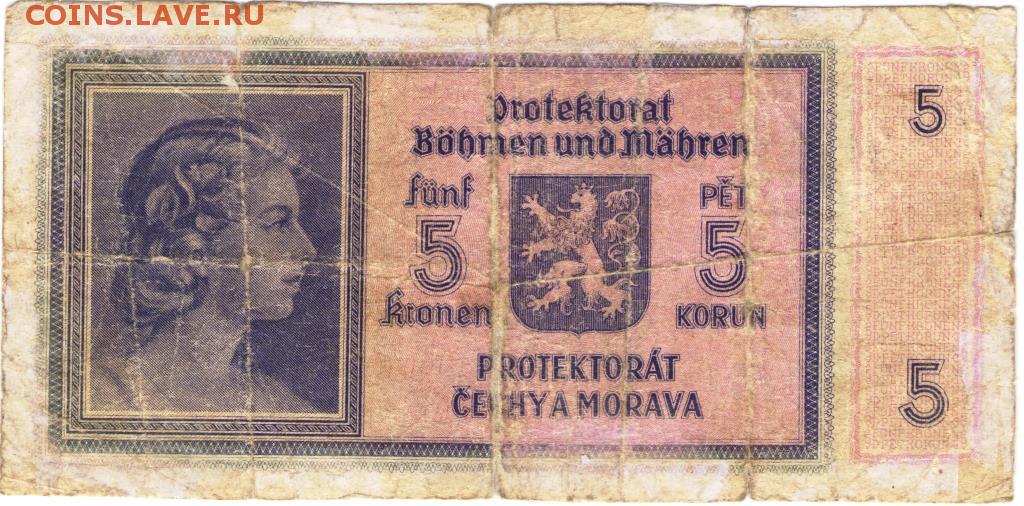 COINS.LAVE.RU
Protektorat
Böhmen und Mähren
fünf
5
Kronen
PĚT
5
KORUN
PROTEKTORÁT
ČECHY A MORAVA
5
5